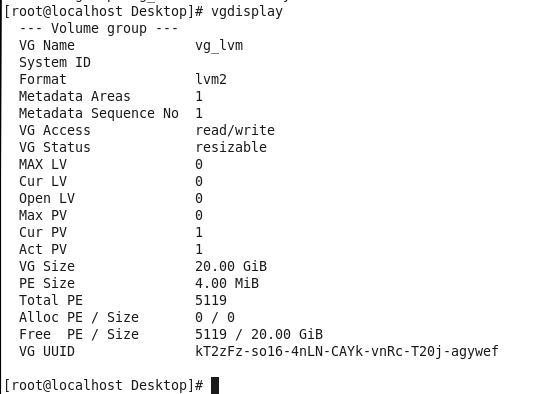 [root@localhost Desktop]# vgdisplay
  --- Volume group ---
  VG Name               vg_lvm
  System ID
  Format                lvm2
  Metadata Areas        1
  Metadata Sequence No  1
  VG Access             read/write
  VG Status             resizable
  MAX LV                0
  Cur LV                0
  Open LV               0
  Max PV                0
  Cur PV                1
  Act PV                1
  VG Size               20.00 GiB
  PE Size               4.00 MiB
  Total PE              5119
  Alloc PE / Size       0 / 0
  Free  PE / Size       5119 / 20.00 GiB
  VG UUID               kT2zFz-so16-4nLN-CAYk-vnRc-T20j-agywef
[root@localhost Desktop]#